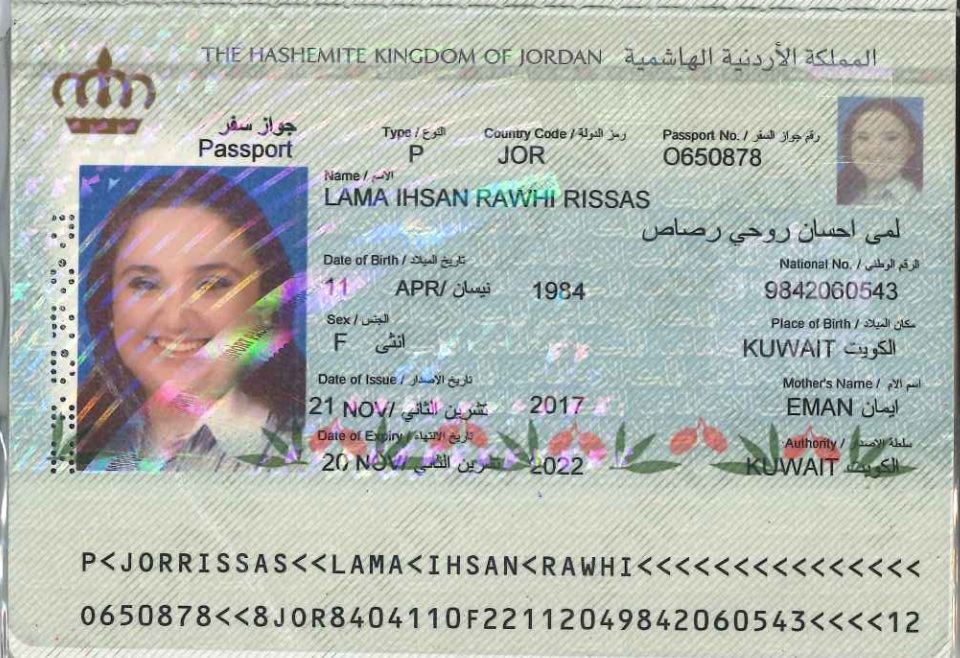 THE HASHEMITE KINGDOM OF JORDAN المملكة الأردنية الهاشمية
جواز سفر
Passport
Type / النوع Country Code / رمز الدولة Passport No. / رقم جواز السفر
P JOR O650878
Name / الاسم
LAMA IHSAN RAWHI RISSAS
لمى احسان روحي رصاص
Date of Birth / تاريخ الميلاد National No. / الرقم الوطني
11 APR/ نيسان 1984 9842060543
Sex / الجنس Place of Birth / مكان الميلاد
F انثى KUWAIT الكويت
Date of Issue / تاريخ الاصدار Mother's Name / اسم الأم
21 NOV/ تشرين الثاني 2017 EMAN ايمان
Date of Expiry / تاريخ الانتهاء Authority / سلطة الاصدار
20 NOV/ تشرين الثاني 2022 KUWAIT الكويت
P<JORRISSAS<<LAMA<IHSAN<RAWHI<<<<<<<<<<<<<<<
O650878<<8JOR8404110F22112049842060543<<<<12